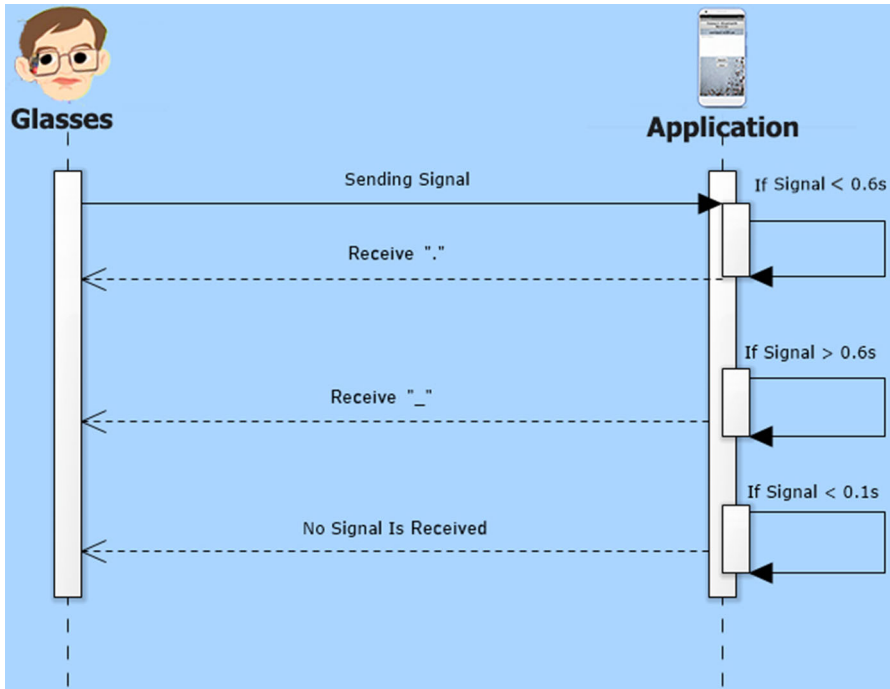 Glasses
Application
Sending Signal
If Signal < 0.6s
Receive "."
If Signal > 0.6s
Receive "_"
If Signal < 0.1s
No Signal Is Received